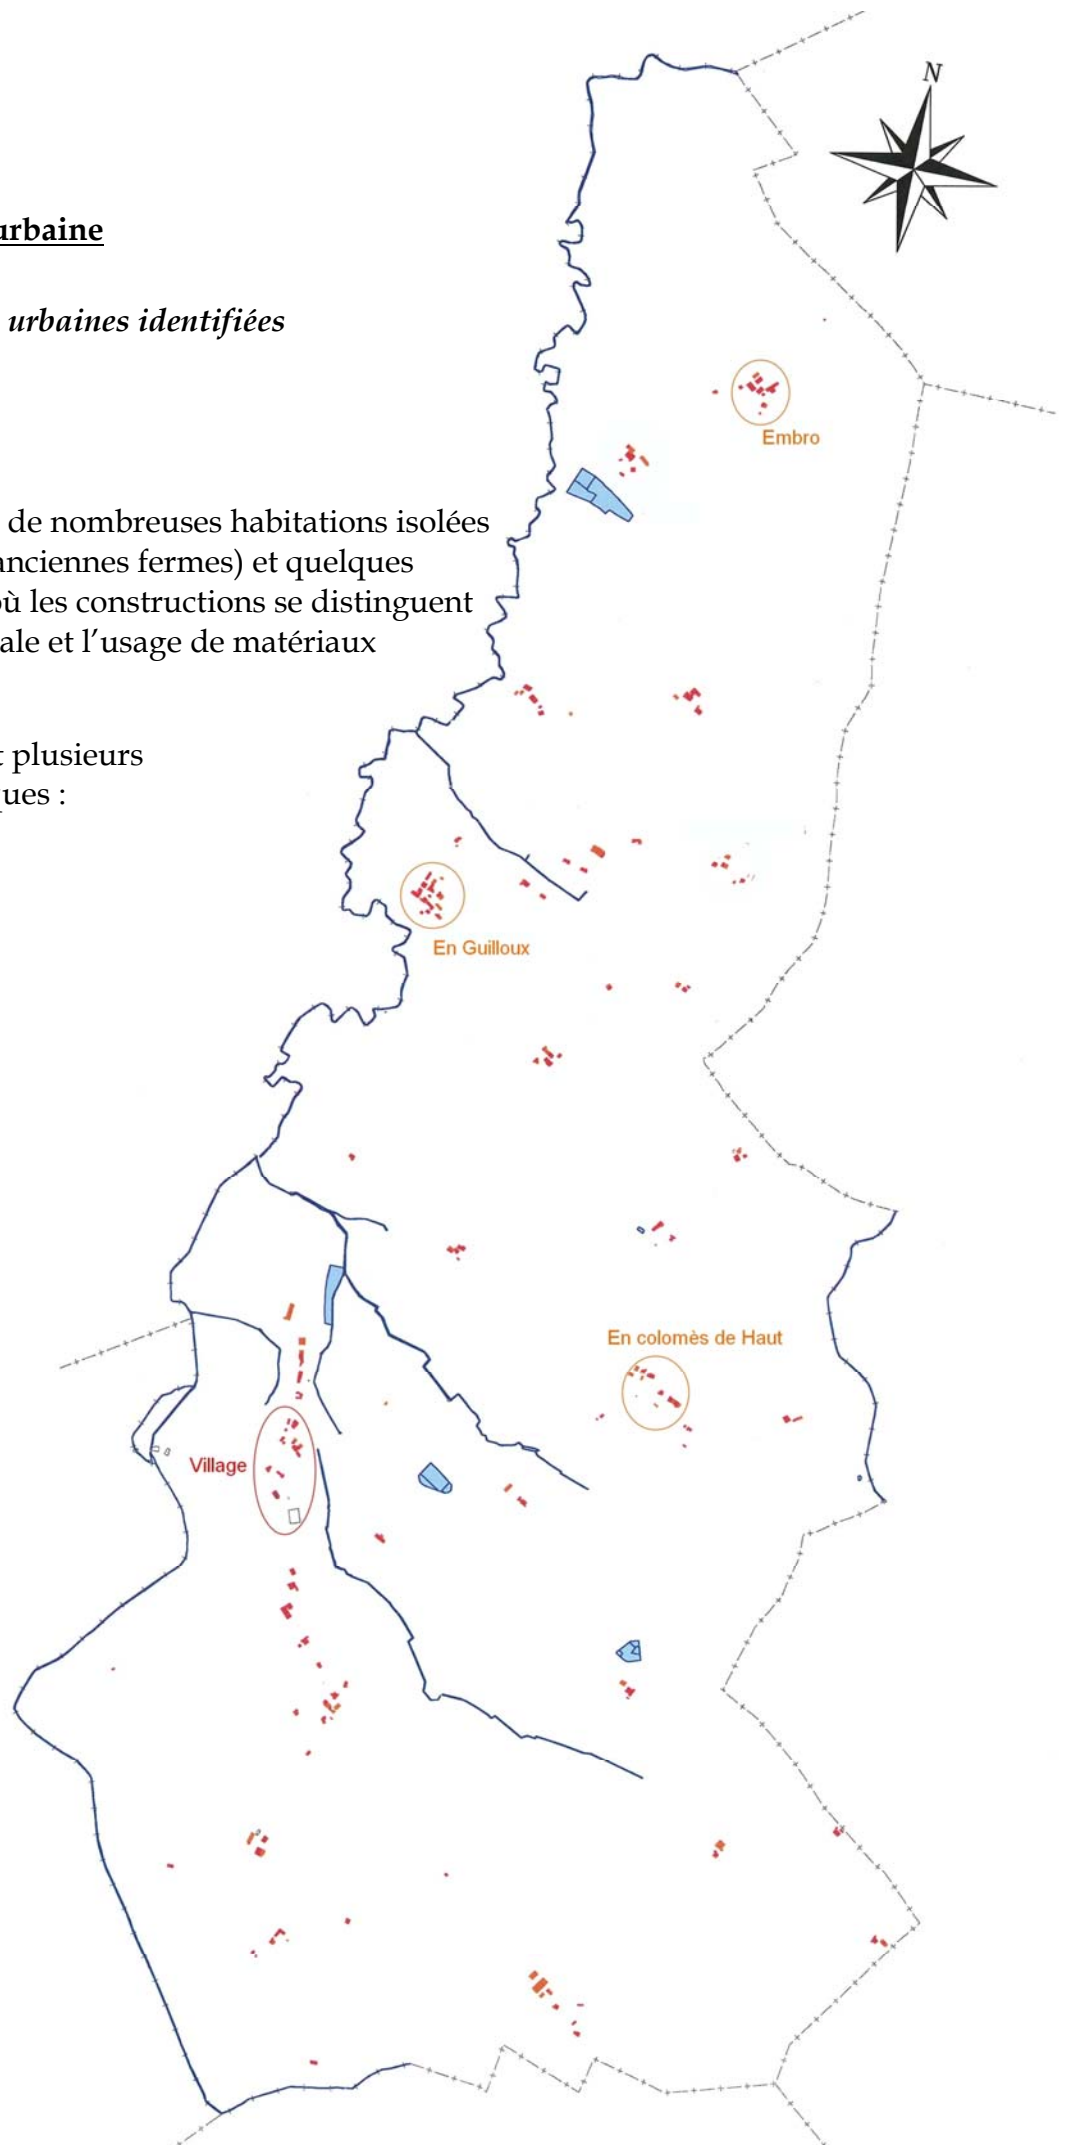 N
urbaine
urbaines identifiées
Embro
de nombreuses habitations isolées
anciennes fermes) et quelques
où les constructions se distinguent
ale et l'usage de matériaux
plusieurs
ques :
En Guilloux
En colomès de Haut
Village